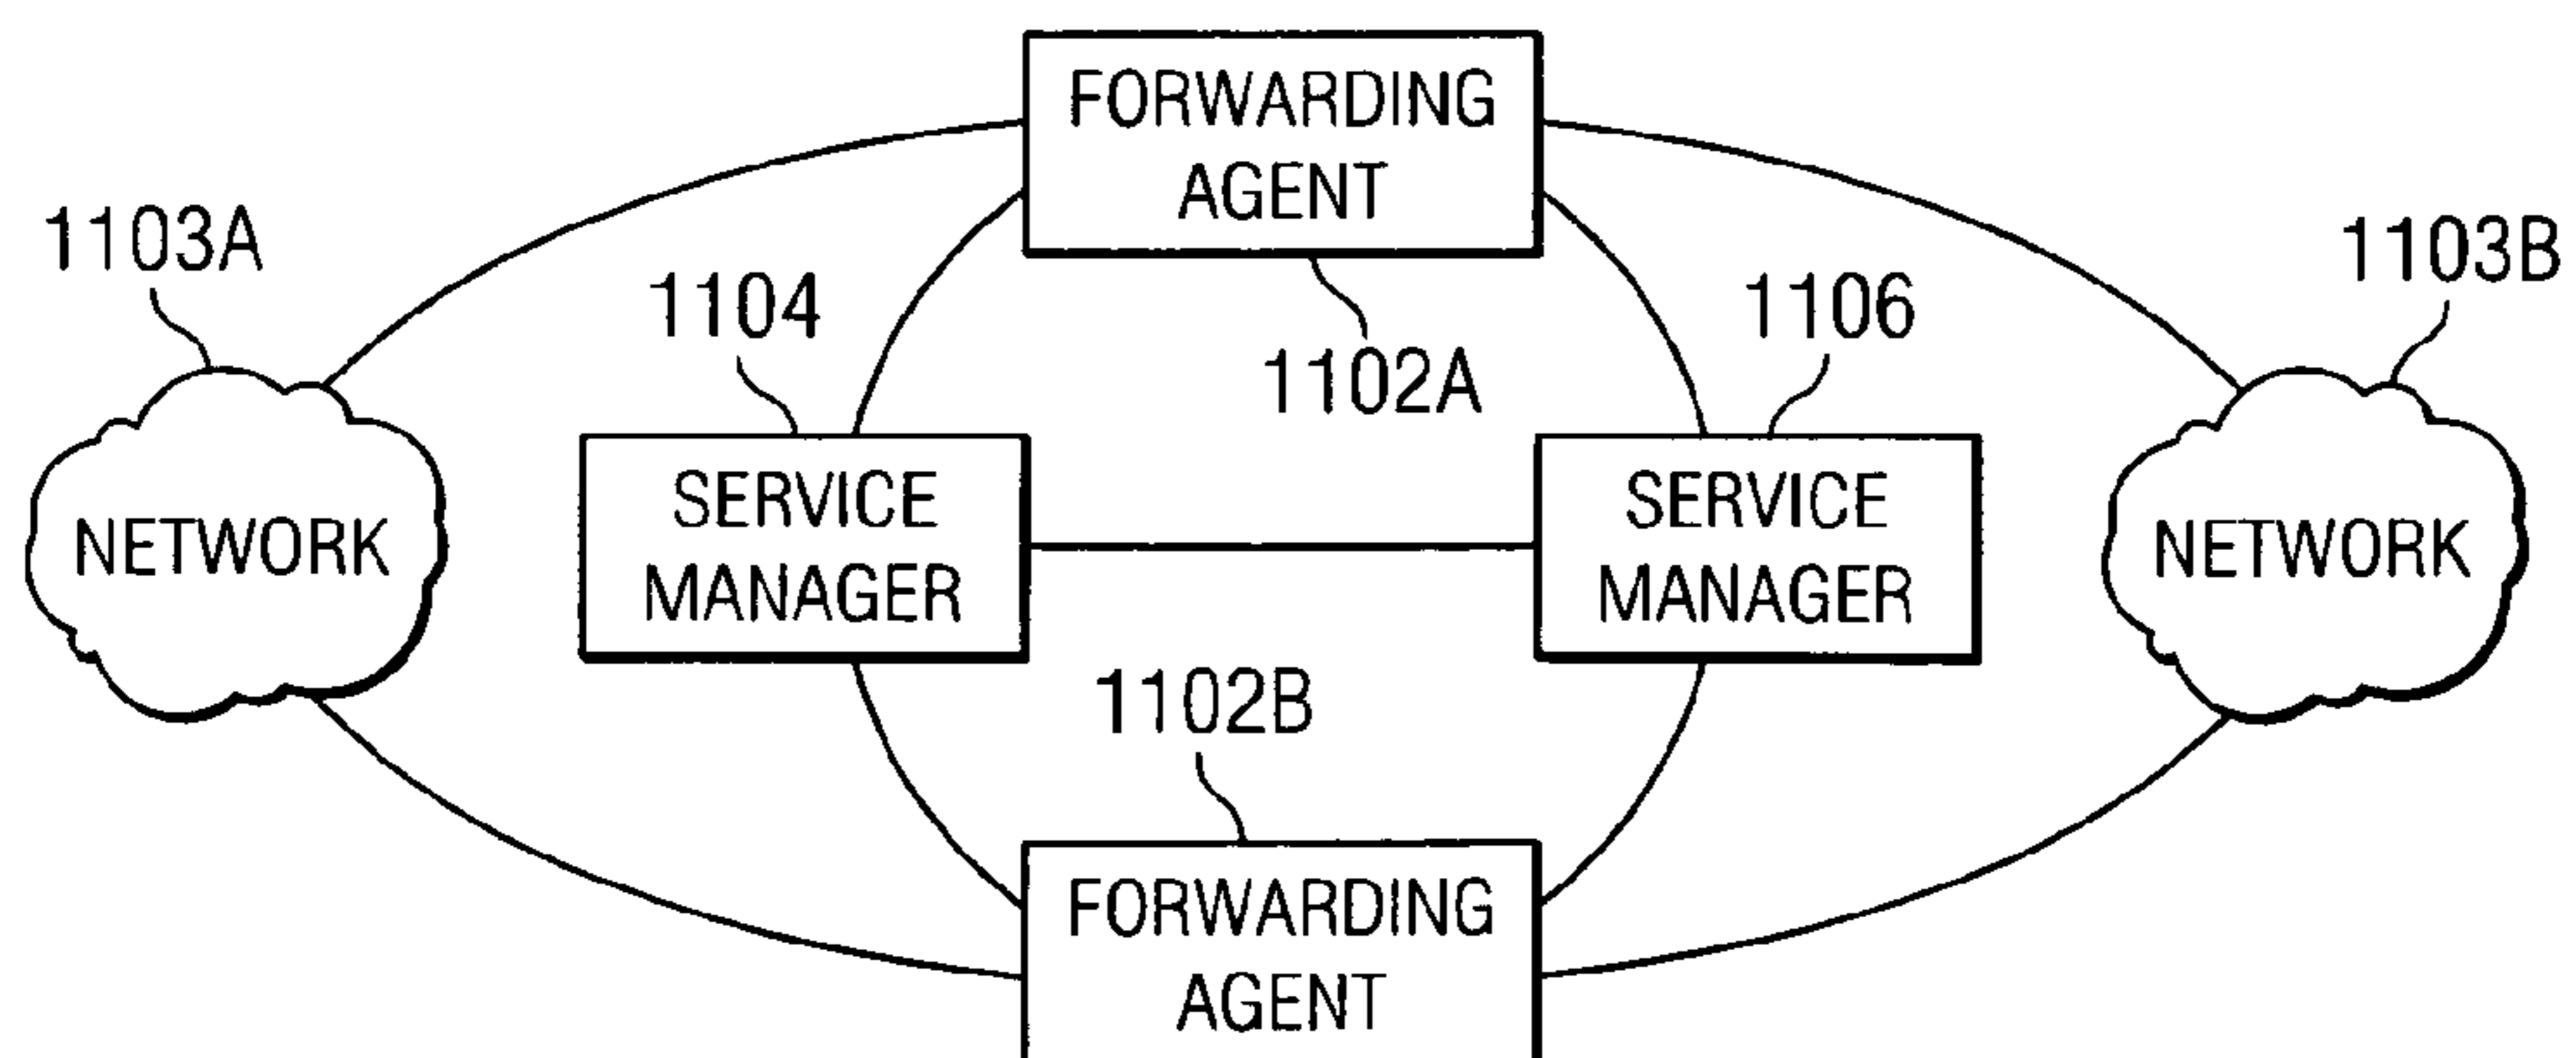 FORWARDING
AGENT
1103A
1103B
1104
1106
1102A
SERVICE
MANAGER
SERVICE
MANAGER
NETWORK
NETWORK
1102B
FORWARDING
AGENT